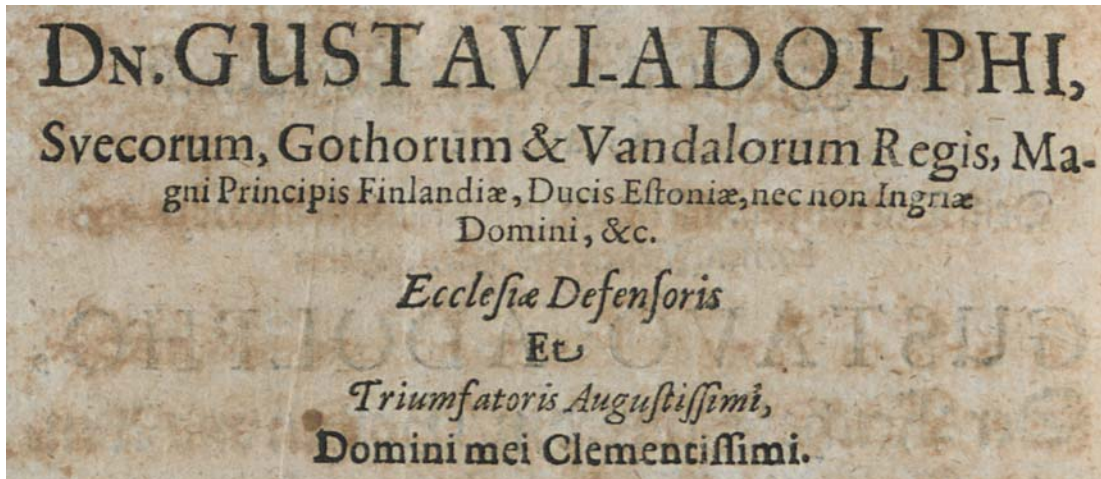 DN. GUSTAVI-ADOLPHI,
Svecorum, Gothorum & Vandalorum Regis, Ma-
gni Principis Finlandiæ, Ducis Eſtoniæ, nec non Ingriæ
Domini, &c.
Eccleſiæ Defenſoris
Et
Triumfatoris Auguſtiſſimi,
Domini mei Clementiſſimi.